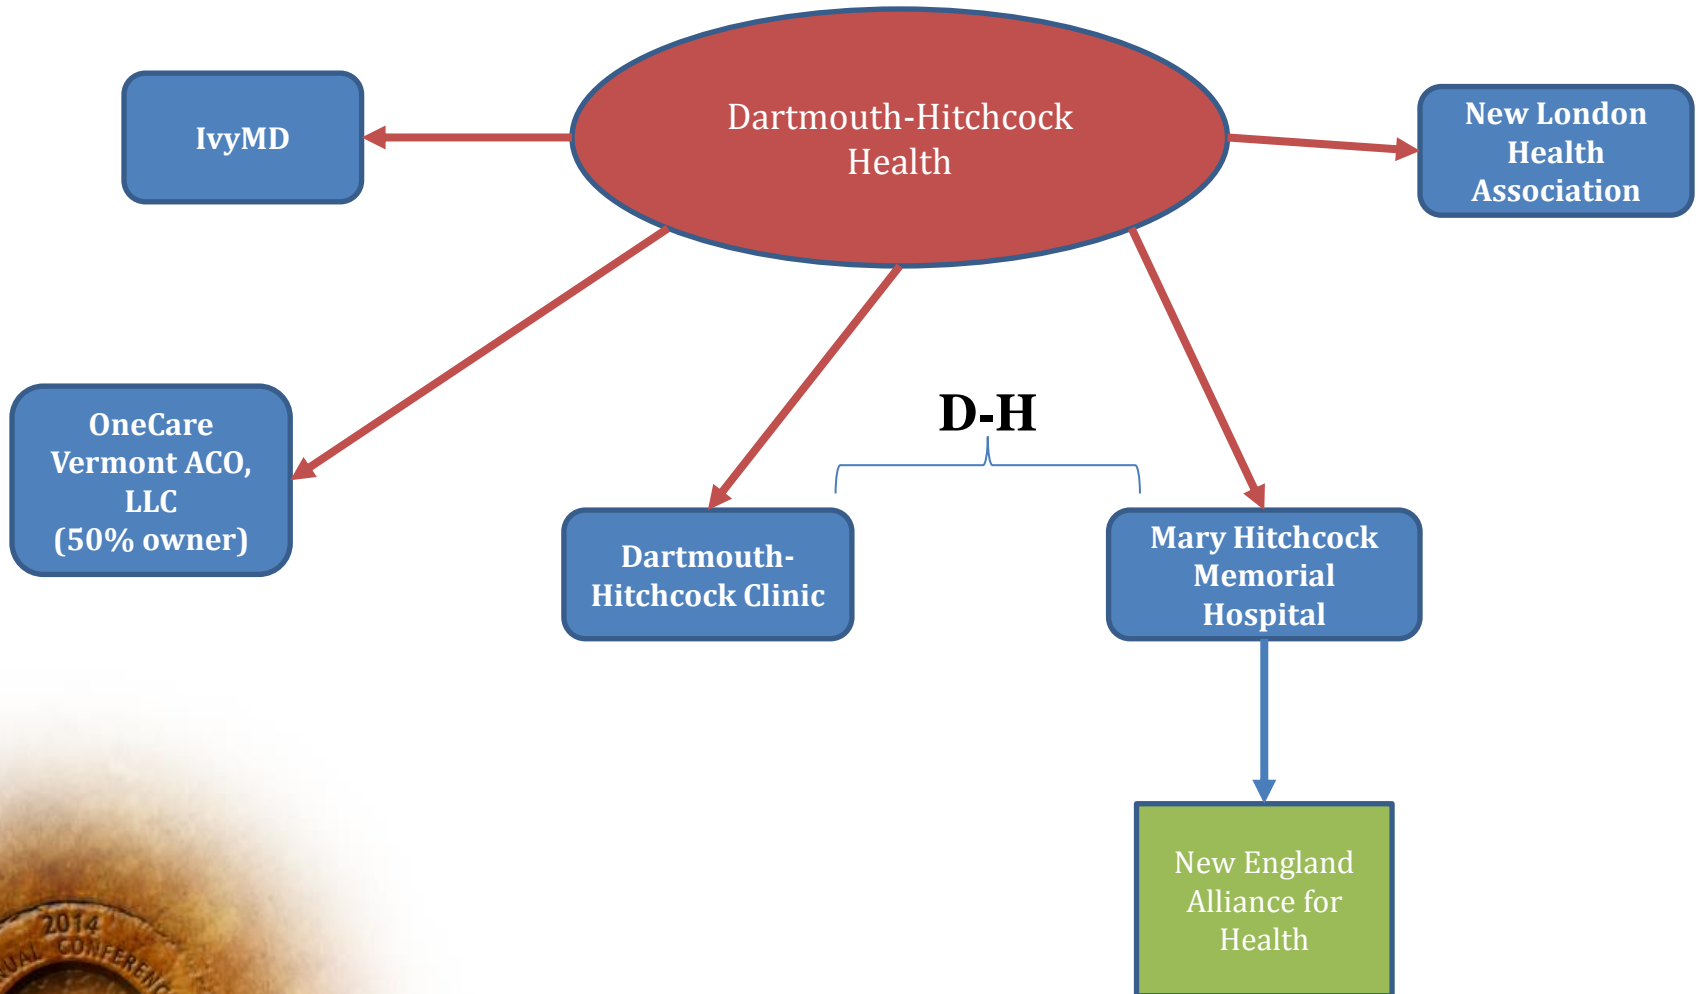 Dartmouth-Hitchcock
Health
IvyMD
New London
Health
Association
OneCare
Vermont ACO,
LLC
(50% owner)
D-H
Dartmouth-
Hitchcock Clinic
Mary Hitchcock
Memorial
Hospital
New England
Alliance for
Health
2014